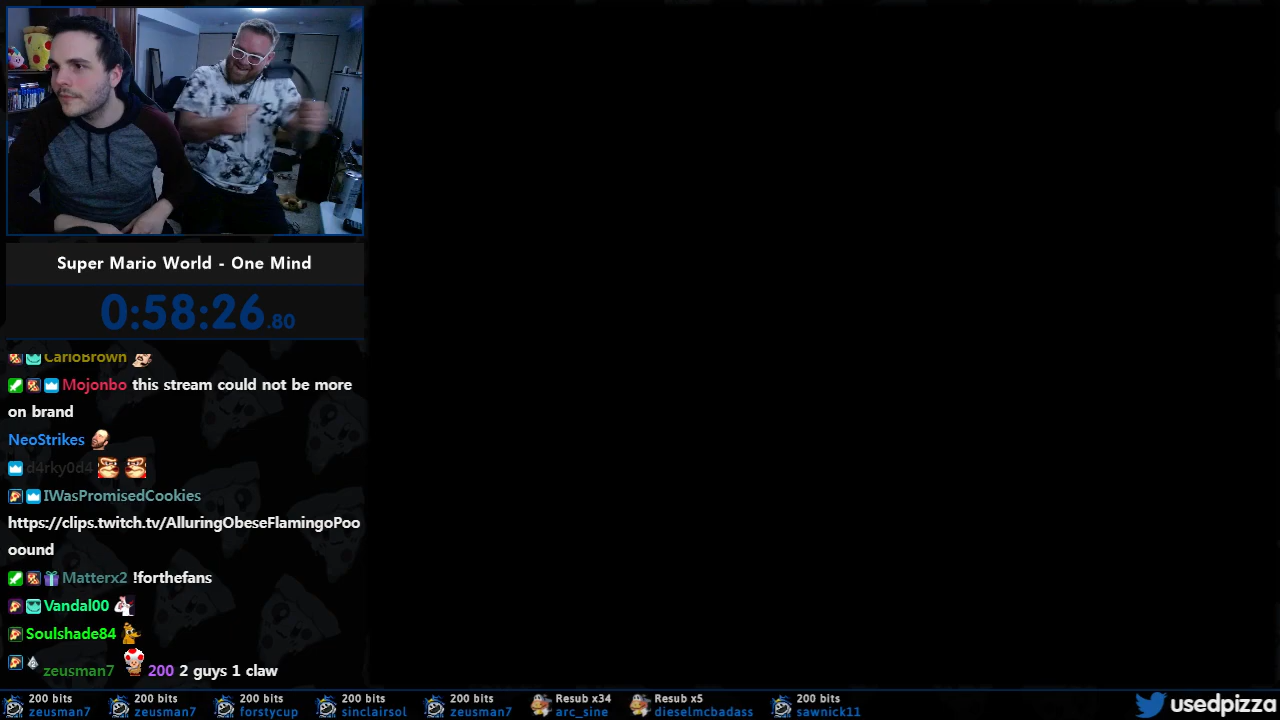 Super Mario World - One Mind
0:58:26.80
CarloBrown
Mojonbo this stream could not be more
on brand
NeoStrikes
d4rky0d4
IWasPromisedCookies
https://clips.twitch.tv/AlluringObeseFlamingoPoo
oound
Matterx2 !forthefans
Vandal00
Soulshade84
zeusman7 200 2 guys 1 claw
200 bits 200 bits 200 bits 200 bits 200 bits Resub x34 Resub x5 200 bits
zeusman7 zeusman7 forstycup sinclairsol zeusman7 arc_sine dieselmcbadass sawnick11
usedpizza